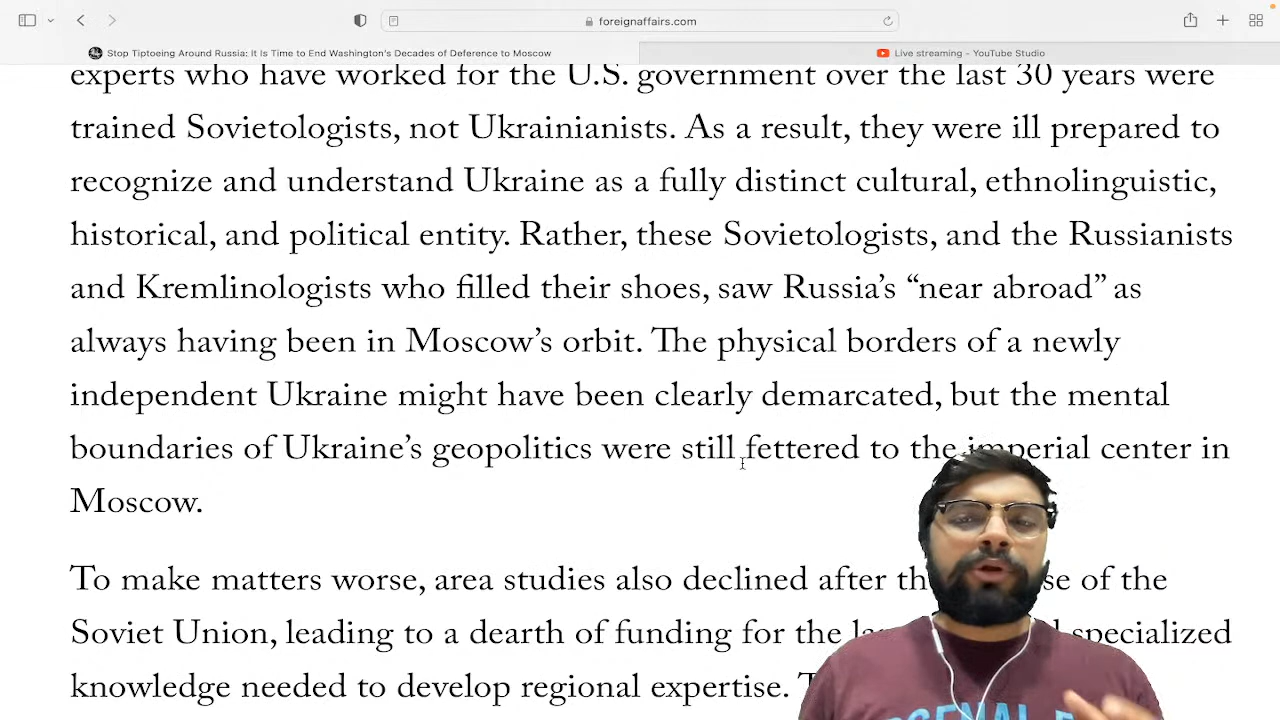 foreignaffairs.com
Stop Tiptoeing Around Russia: It Is Time to End Washington's Decades of Deference to Moscow
Live streaming - YouTube Studio
experts who have worked for the U.S. government over the last 30 years were
trained Sovietologists, not Ukrainianists. As a result, they were ill prepared to
recognize and understand Ukraine as a fully distinct cultural, ethnolinguistic,
historical, and political entity. Rather, these Sovietologists, and the Russianists
and Kremlinologists who filled their shoes, saw Russia’s “near abroad” as
always having been in Moscow’s orbit. The physical borders of a newly
independent Ukraine might have been clearly demarcated, but the mental
boundaries of Ukraine’s geopolitics were still fettered to the imperial center in
Moscow.
To make matters worse, area studies also declined after of the
Soviet Union, leading to a dearth of funding for the specialized
knowledge needed to develop regional expertise.